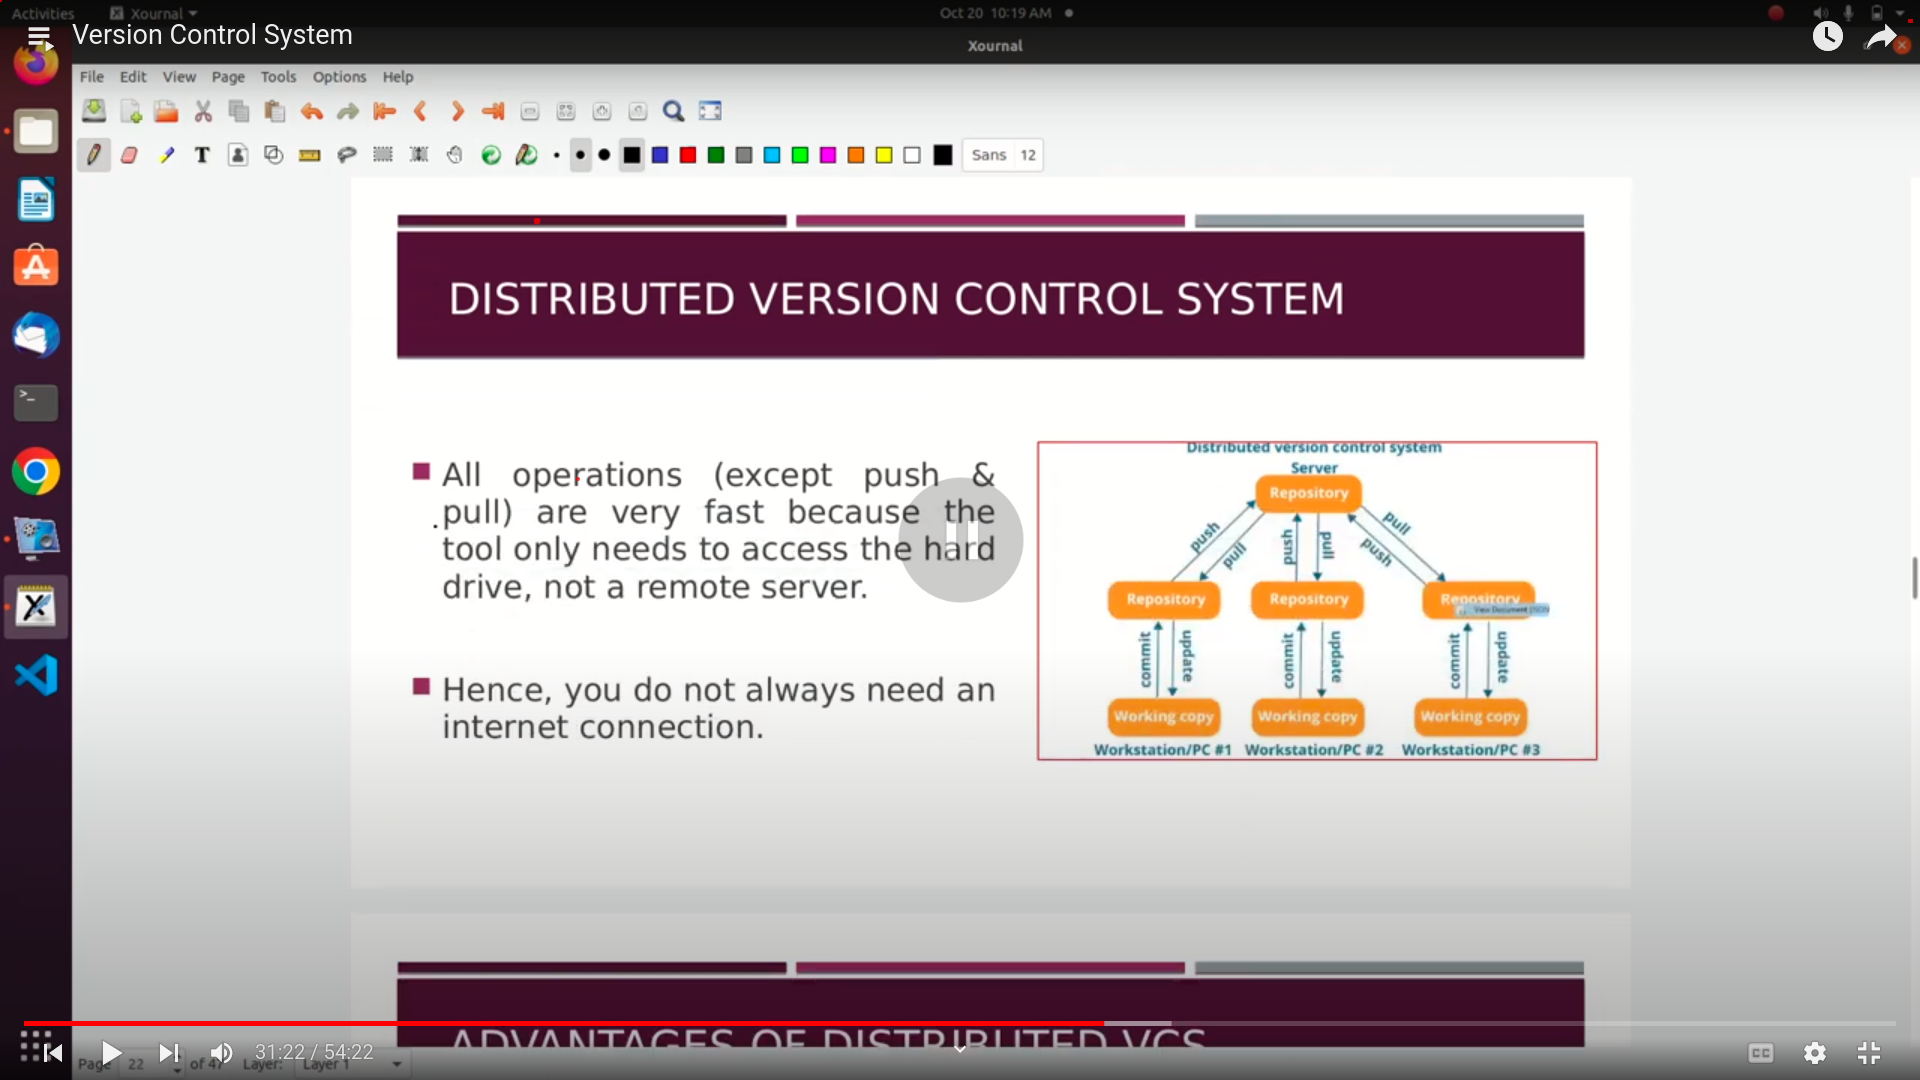 Activities Xournal Oct 20 10:19 AM
Version Control System
Xournal
File Edit View Page Tools Options Help
T Sans 12
DISTRIBUTED VERSION CONTROL SYSTEM
All operations (except push &
pull) are very fast because the
tool only needs to access the hard
drive, not a remote server.
Hence, you do not always need an
internet connection.
Distributed version control system
Server
Repository
push pull push pull push pull
Repository Repository Repository
View Document
commit update commit update commit update
Working copy Working copy Working copy
Workstation/PC #1 Workstation/PC #2 Workstation/PC #3
ADVANTAGES OF DISTRIBUTED VCS
31:22 / 54:22 CC
Page 22 of 47 Layer: Layer 1